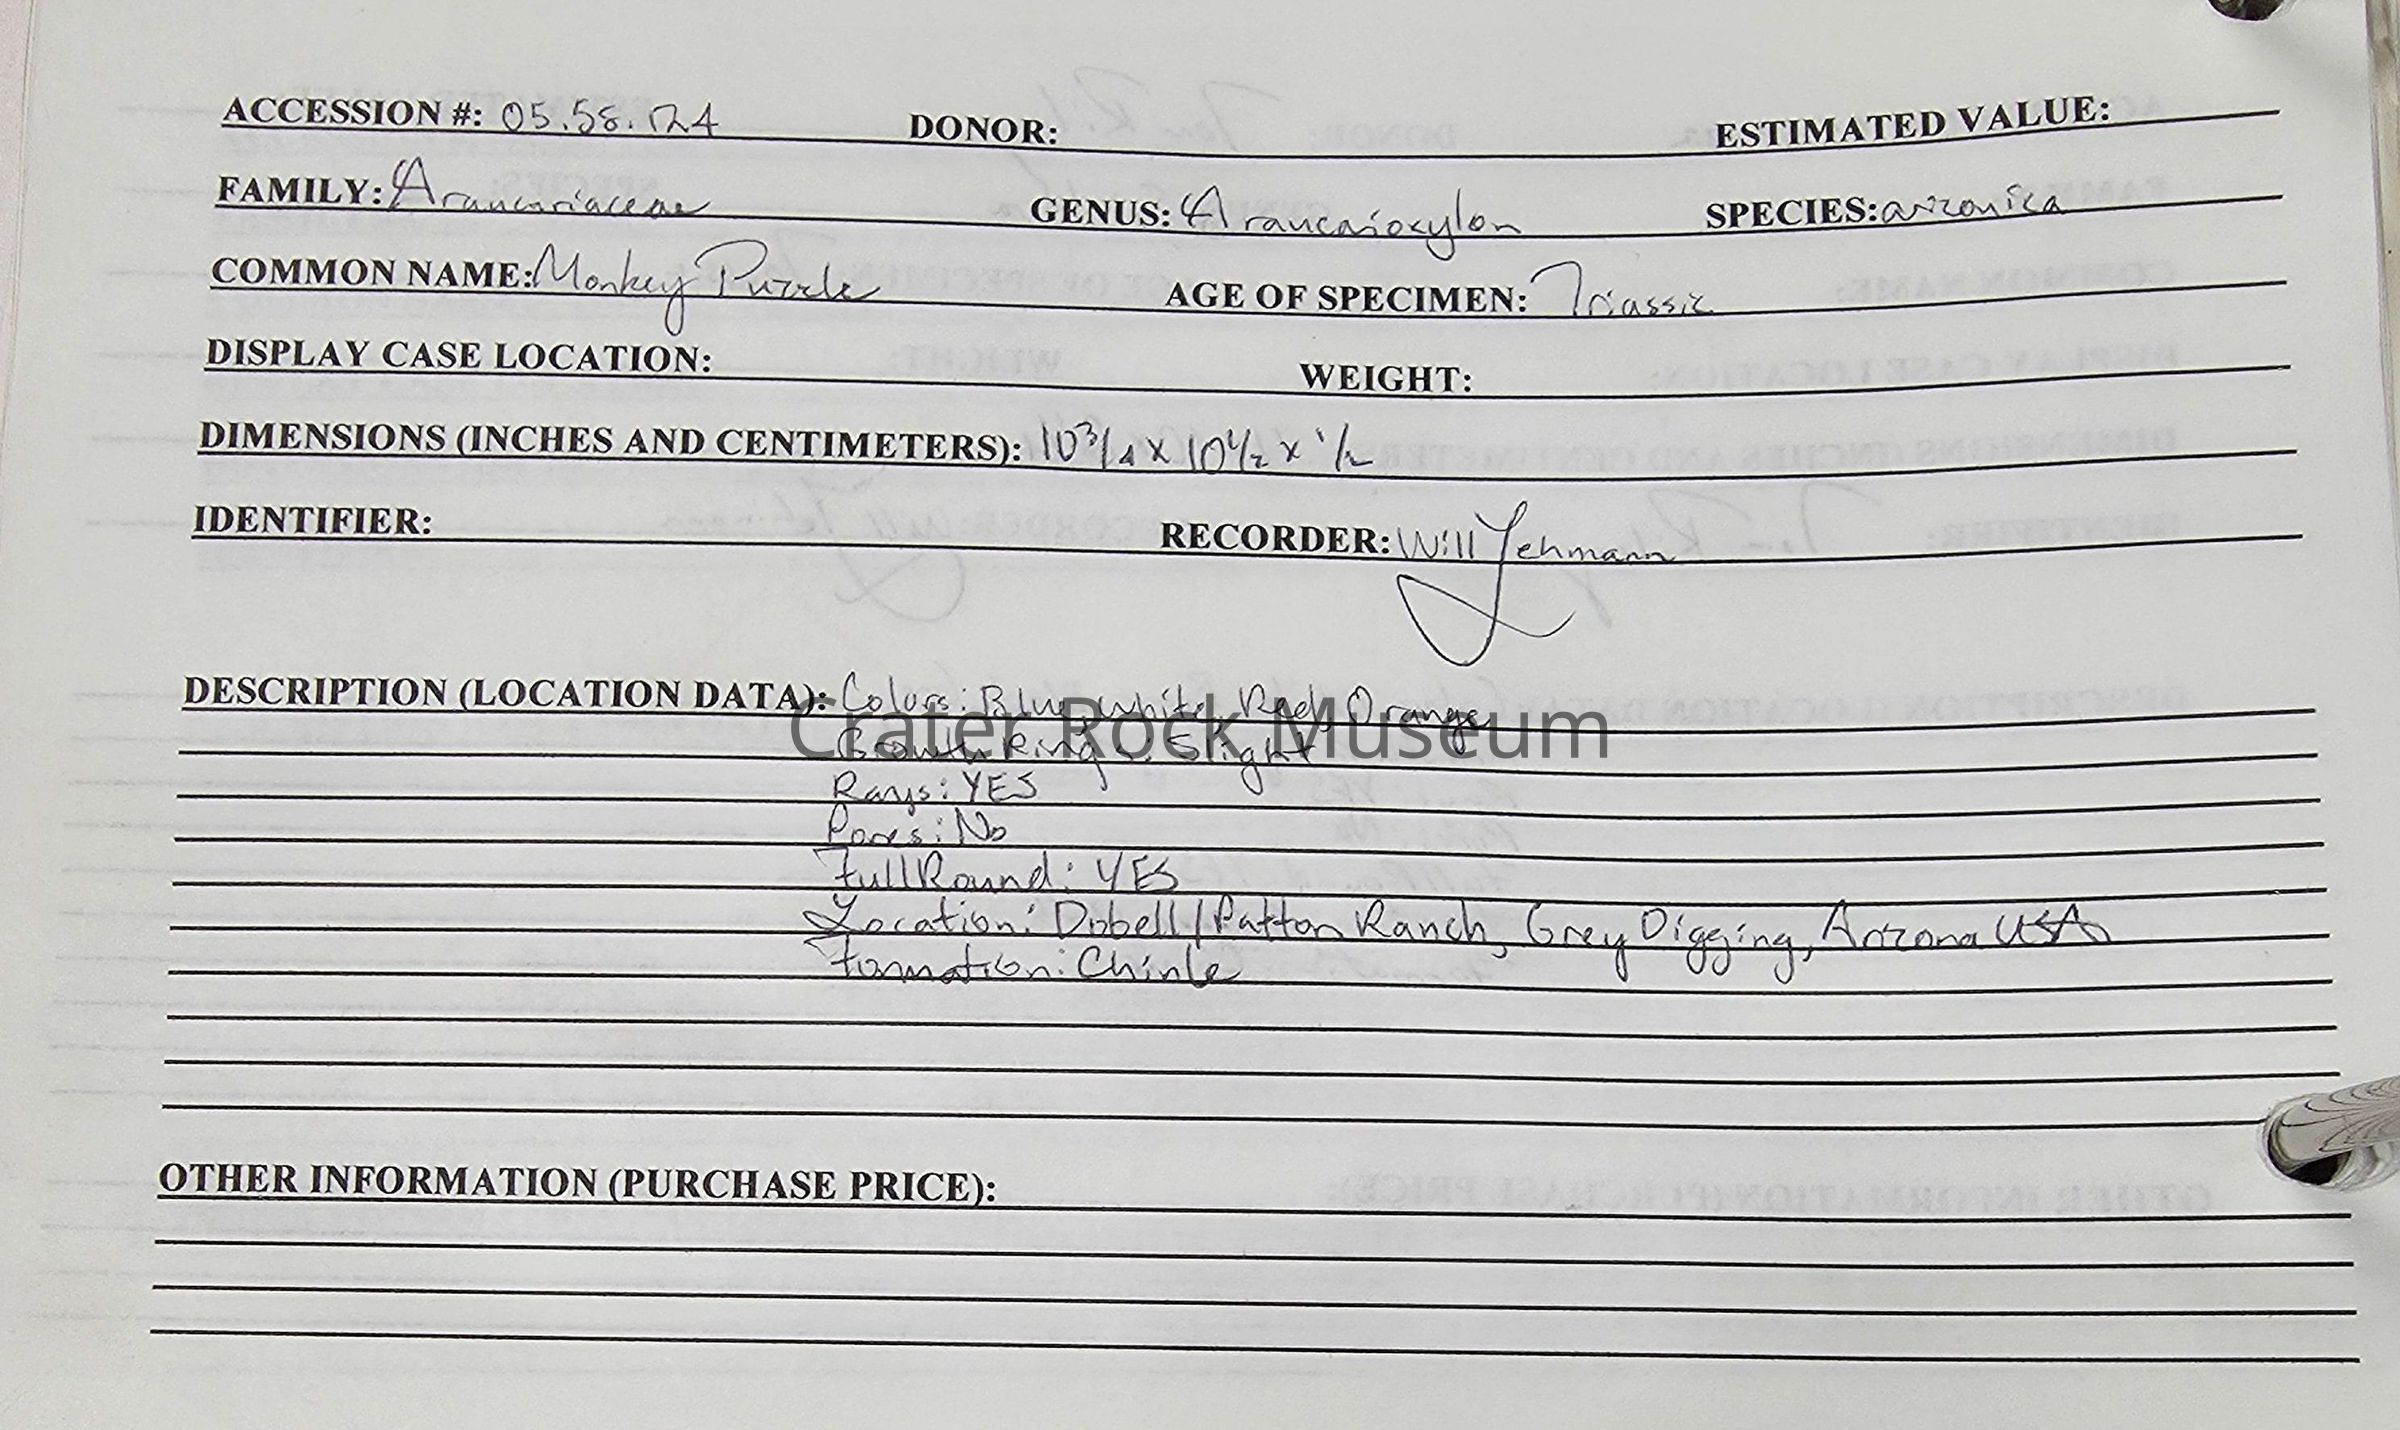 ACCESSION #: 05.58.174 DONOR: ESTIMATED VALUE:
FAMILY: Araucariaceae GENUS: Araucarioxylon SPECIES: arizonica
COMMON NAME: Monkey Puzzle AGE OF SPECIMEN: Triassic
DISPLAY CASE LOCATION: WEIGHT:
DIMENSIONS (INCHES AND CENTIMETERS): 10 3/4 x 10 1/2 x 1/2
IDENTIFIER: RECORDER: Will Lehmann
DESCRIPTION (LOCATION DATA): Colors: Blue, white, Red, Orange
Crater Rock Museum
Growth Rings: Slight
Rays: YES
Pores: No
Full Round: YES
Location: Dobell/Patton Ranch, Grey Digging, Arizona USA
Formation: Chinle
OTHER INFORMATION (PURCHASE PRICE):